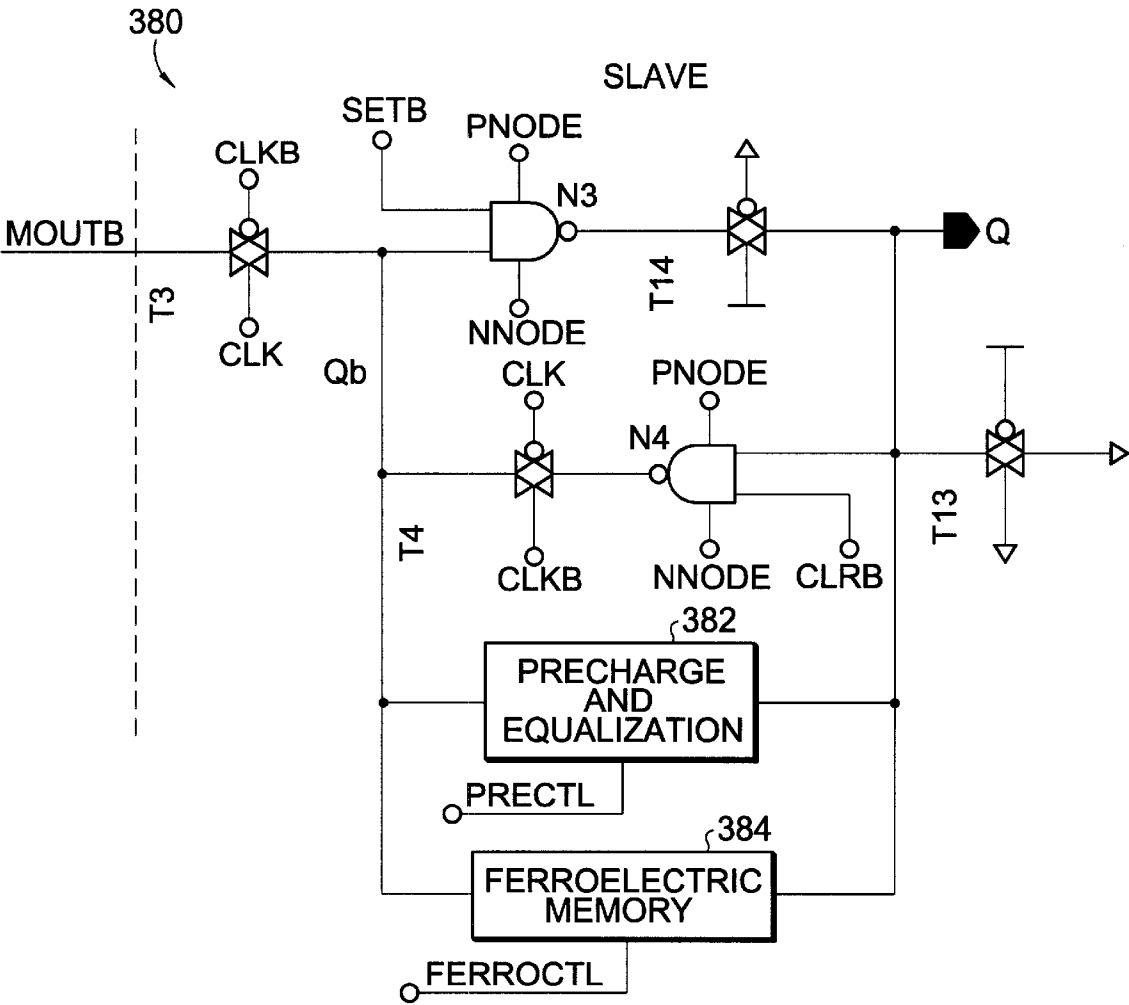 380
SLAVE
SETB
PNODE
CLKB
N3
MOUTB
Q
T3
T14
NNODE
CLK
Qb
CLK
PNODE
N4
T4
T13
CLKB
NNODE
CLRB
382
PRECHARGE
AND
EQUALIZATION
PRECTL
384
FERROELECTRIC
MEMORY
FERROCTL